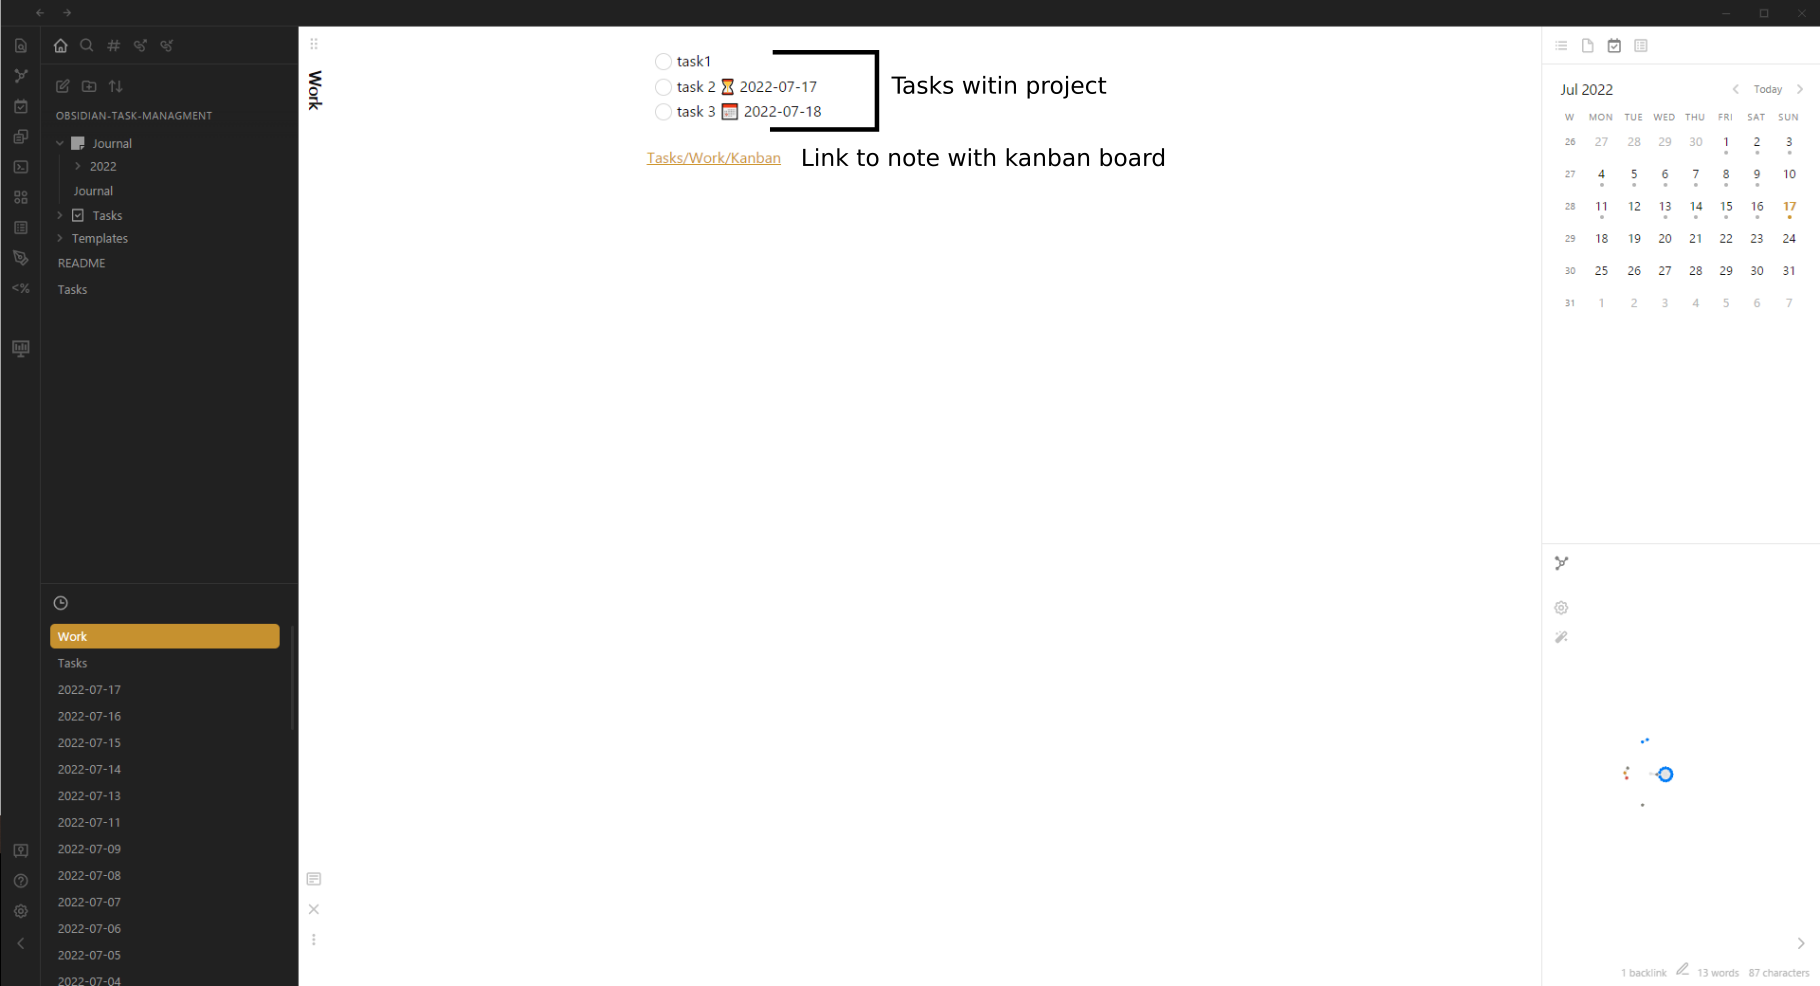 OBSIDIAN-TASK-MANAGMENT
Journal
2022
Journal
Tasks
Templates
README
Tasks
<%
Work
Tasks
2022-07-17
2022-07-16
2022-07-15
2022-07-14
2022-07-13
2022-07-11
2022-07-09
2022-07-08
2022-07-07
2022-07-06
2022-07-05
2022-07-04
Work
task1
task 2 ⏳ 2022-07-17
task 3 📅 2022-07-18
Tasks witin project
Tasks/Work/Kanban Link to note with kanban board
Jul 2022 Today
W MON TUE WED THU FRI SAT SUN
26 27 28 29 30 1 2 3
27 4 5 6 7 8 9 10
28 11 12 13 14 15 16 17
29 18 19 20 21 22 23 24
30 25 26 27 28 29 30 31
31 1 2 3 4 5 6 7
1 backlink 13 words 87 characters